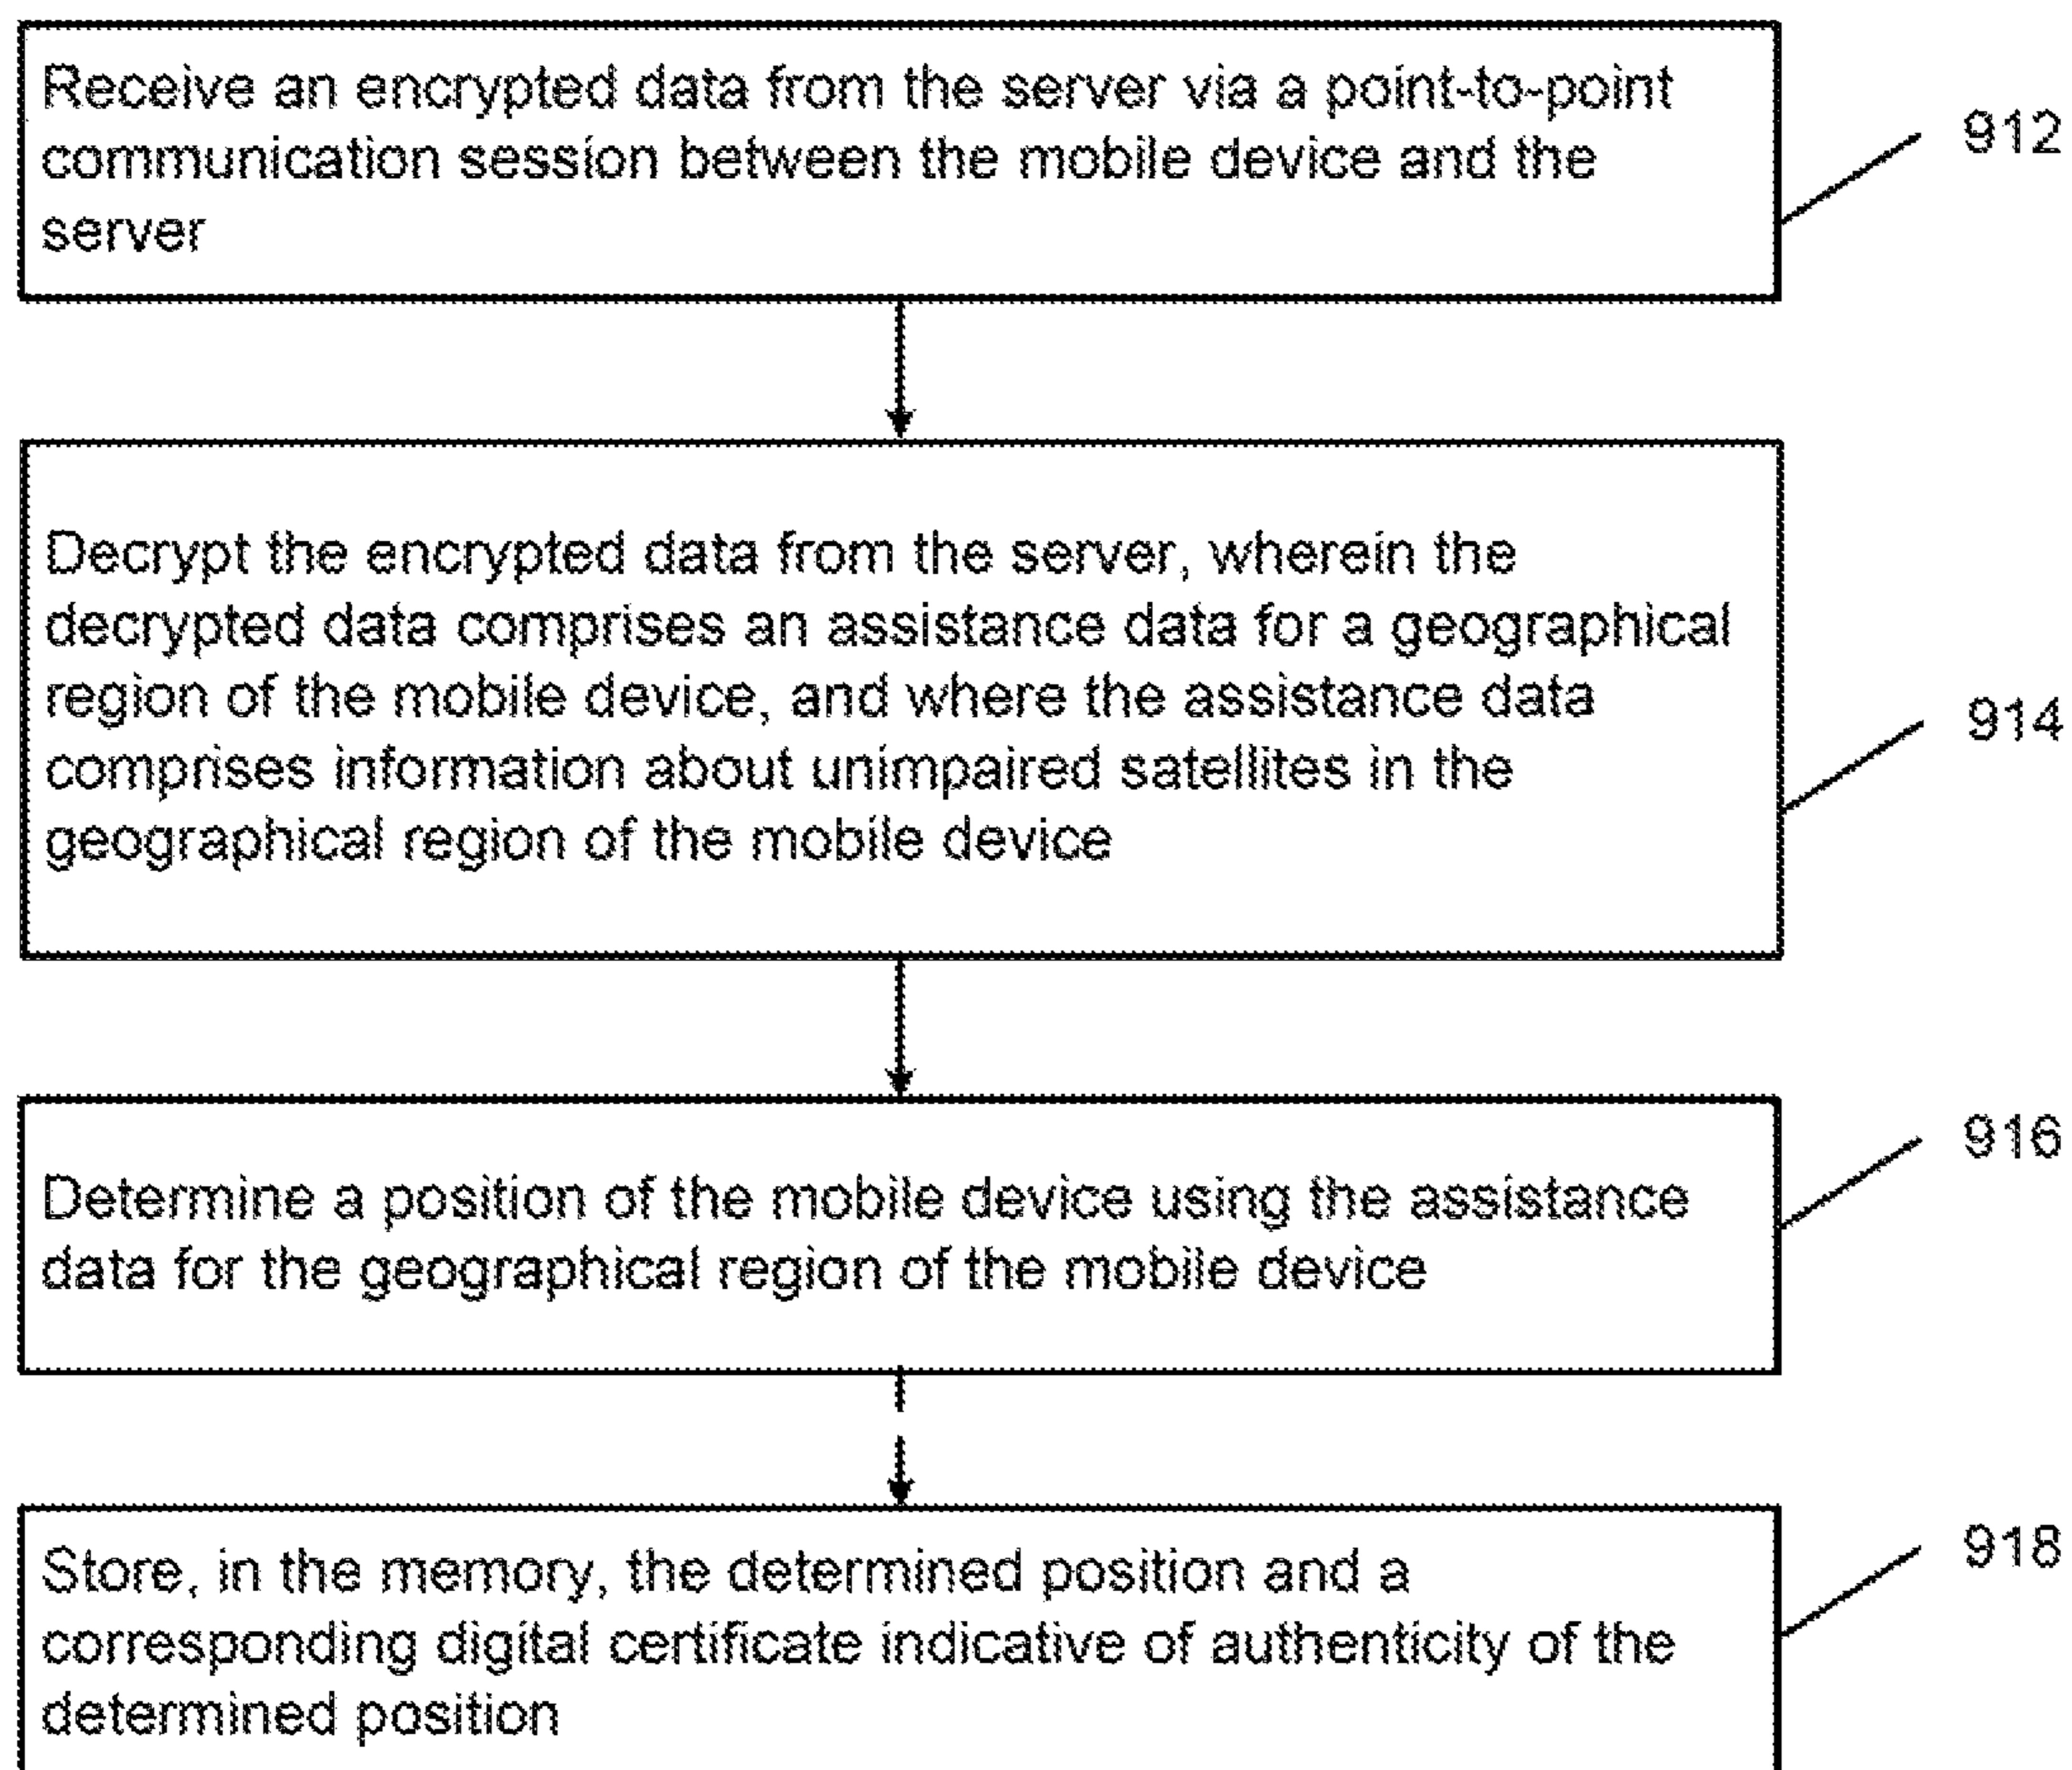 Receive an encrypted data from the server via a point-to-point
communication session between the mobile device and the
server
912
Decrypt the encrypted data from the server, wherein the
decrypted data comprises an assistance data for a geographical
region of the mobile device, and where the assistance data
comprises information about unimpaired satellites in the
geographical region of the mobile device
914
Determine a position of the mobile device using the assistance
data for the geographical region of the mobile device
916
Store, in the memory, the determined position and a
corresponding digital certificate indicative of authenticity of the
determined position
918